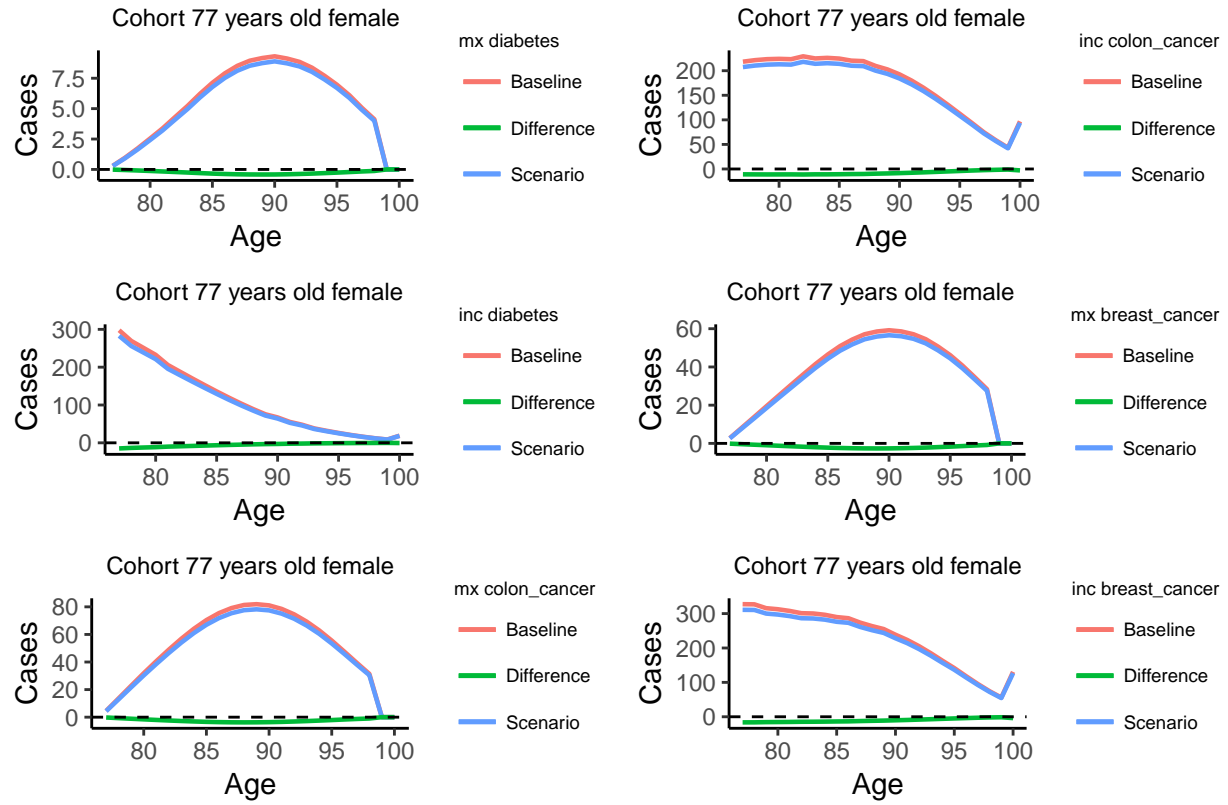 Cohort 77 years old female
Cases
7.5
5.0
2.5
0.0
80 85 90 95 100
Age
mx diabetes
Baseline
Difference
Scenario
Cohort 77 years old female
Cases
200
150
100
50
0
80 85 90 95 100
Age
inc colon_cancer
Baseline
Difference
Scenario
Cohort 77 years old female
Cases
300
200
100
0
80 85 90 95 100
Age
inc diabetes
Baseline
Difference
Scenario
Cohort 77 years old female
Cases
60
40
20
0
80 85 90 95 100
Age
mx breast_cancer
Baseline
Difference
Scenario
Cohort 77 years old female
Cases
80
60
40
20
0
80 85 90 95 100
Age
mx colon_cancer
Baseline
Difference
Scenario
Cohort 77 years old female
Cases
300
200
100
0
80 85 90 95 100
Age
inc breast_cancer
Baseline
Difference
Scenario